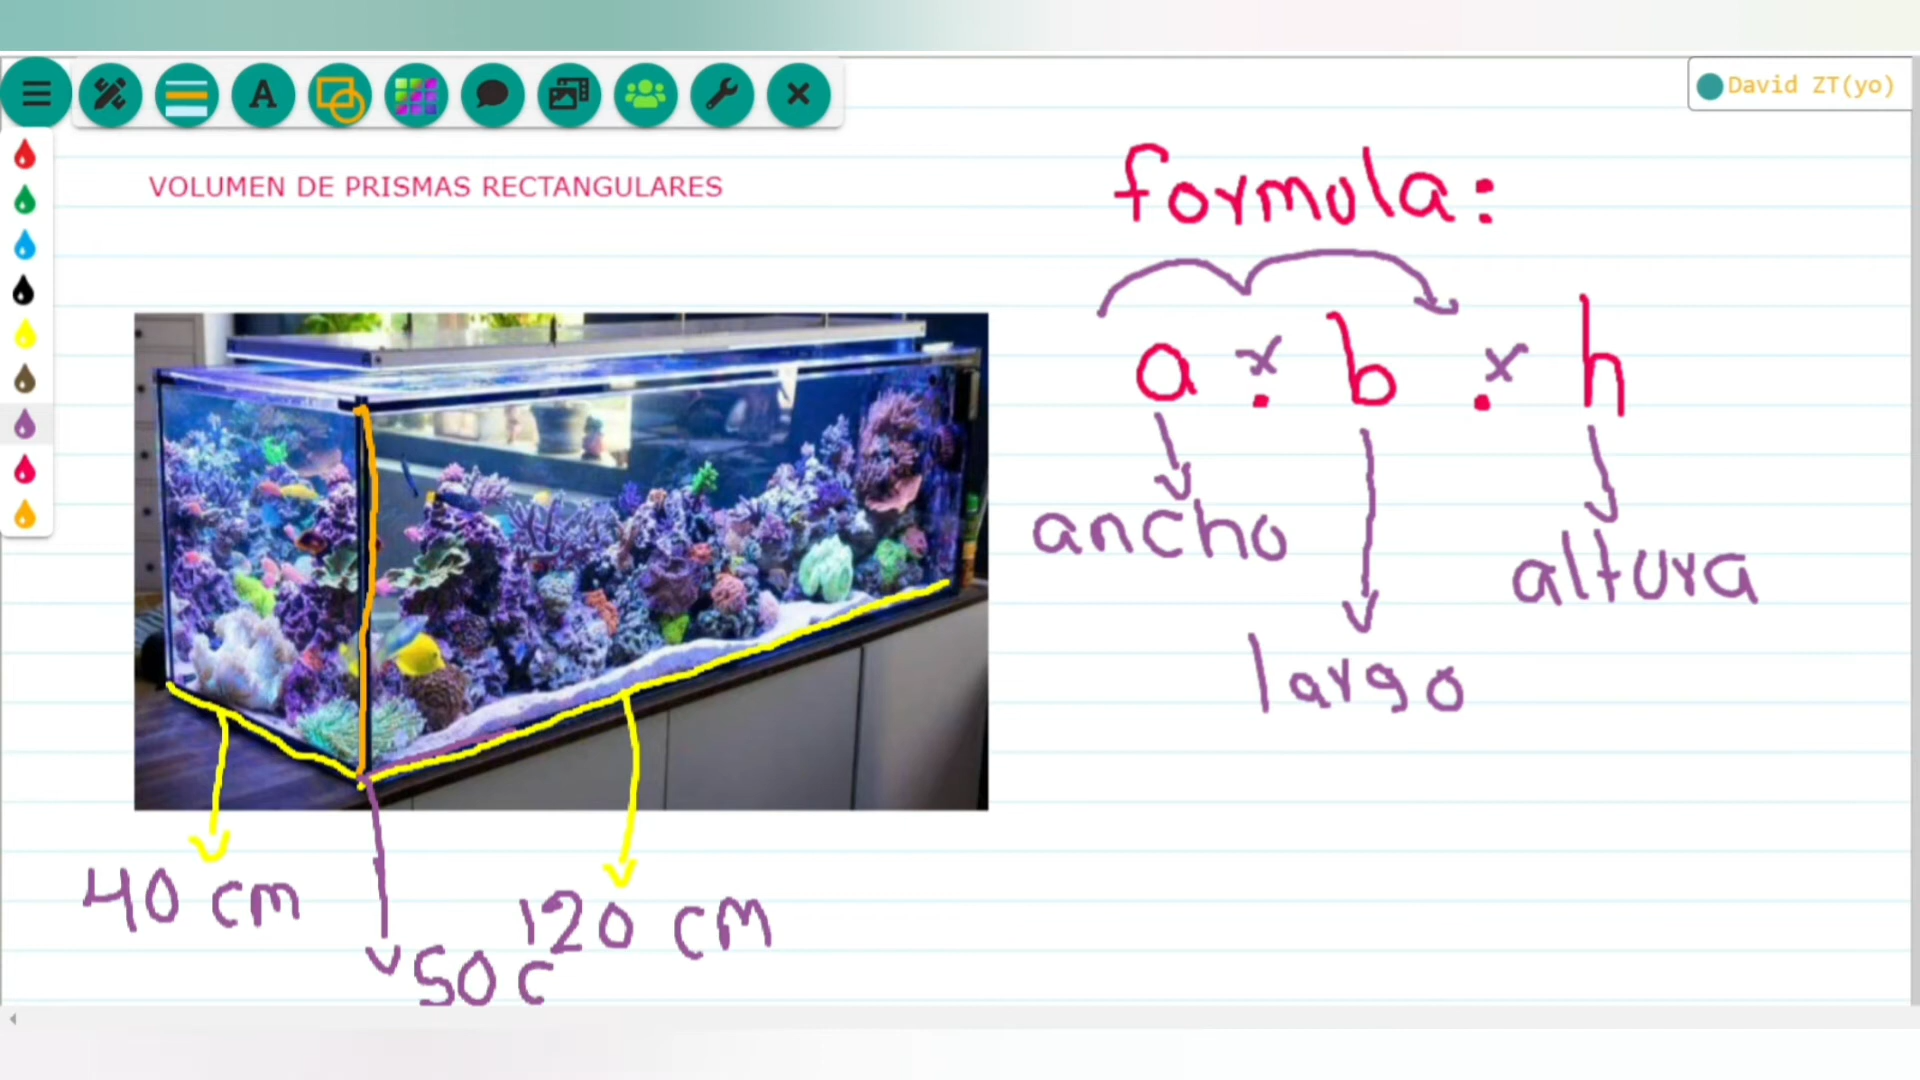 David ZT(yo)
VOLUMEN DE PRISMAS RECTANGULARES
formula:
a x . b x . h
ancho
altura
largo
40 cm
120 cm
50 c